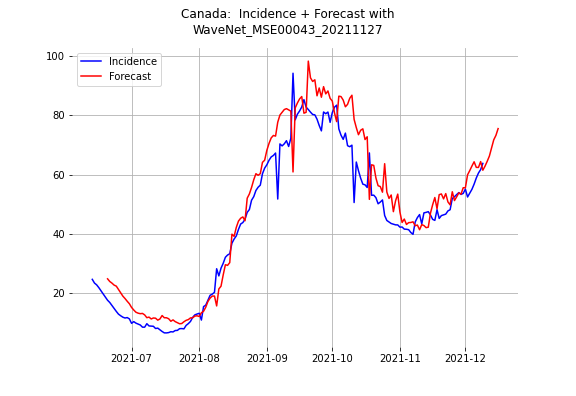 Canada:  Incidence + Forecast with
WaveNet_MSE00043_20211127
Incidence
Forecast
100
80
60
40
20
2021-07 2021-08 2021-09 2021-10 2021-11 2021-12